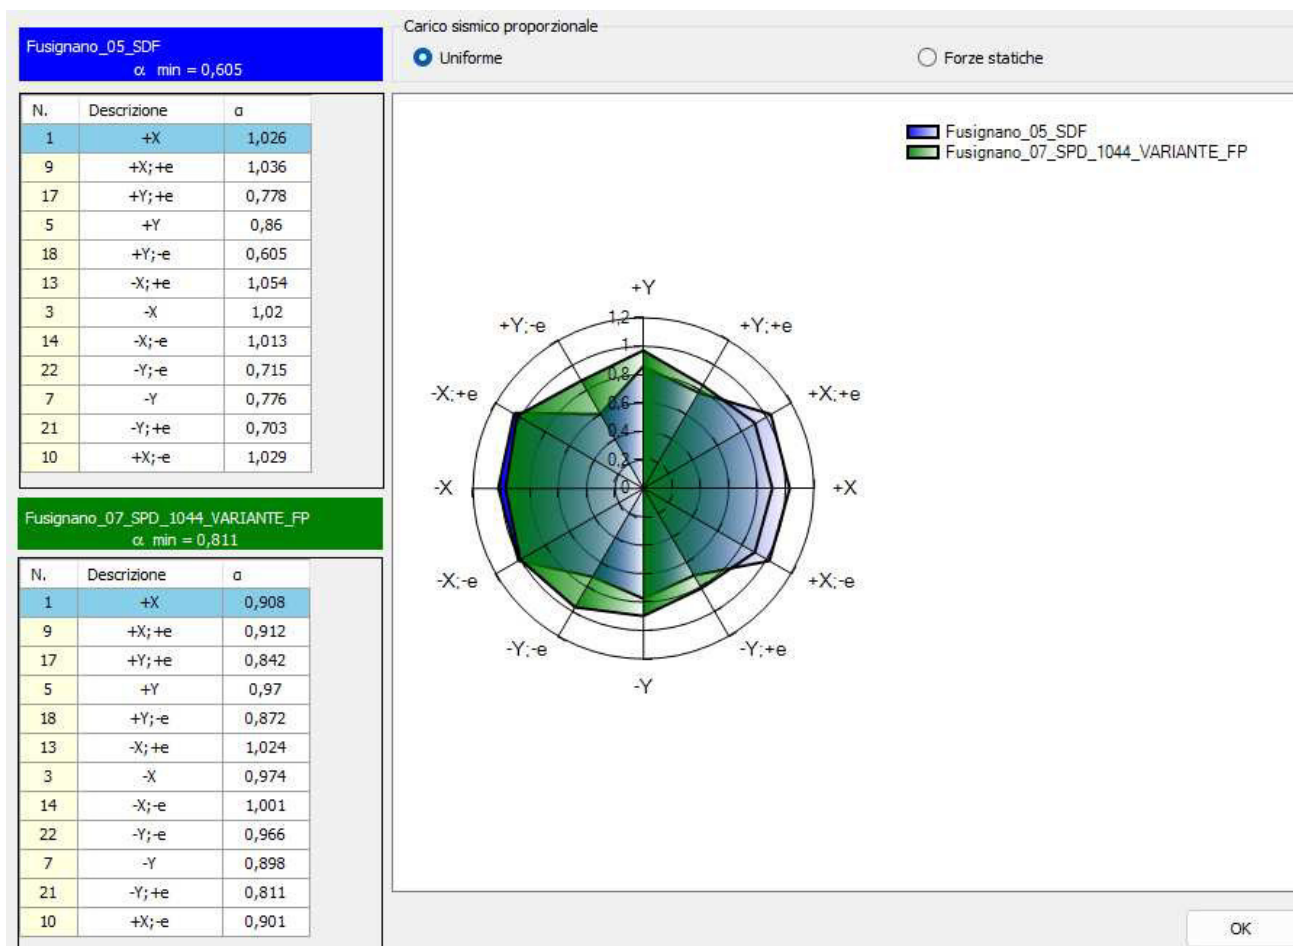 Fusignano_05_SDF
α min = 0,605
N. Descrizione α
1 +X 1,026
9 +X;+e 1,036
17 +Y;+e 0,778
5 +Y 0,86
18 +Y;-e 0,605
13 -X;+e 1,054
3 -X 1,02
14 -X;-e 1,013
22 -Y;-e 0,715
7 -Y 0,776
21 -Y;+e 0,703
10 +X;-e 1,029
Fusignano_07_SPD_1044_VARIANTE_FP
α min = 0,811
N. Descrizione α
1 +X 0,908
9 +X;+e 0,912
17 +Y;+e 0,842
5 +Y 0,97
18 +Y;-e 0,872
13 -X;+e 1,024
3 -X 0,974
14 -X;-e 1,001
22 -Y;-e 0,966
7 -Y 0,898
21 -Y;+e 0,811
10 +X;-e 0,901
Carico sismico proporzionale
Uniforme Forze statiche
Fusignano_05_SDF
Fusignano_07_SPD_1044_VARIANTE_FP
+Y
+Y;-e 1,2 +Y;+e
1
0,8
-X;+e +X;+e
0,6
0,4
0,2
-X 0 +X
-X;-e +X;-e
-Y;-e -Y;+e
-Y
OK